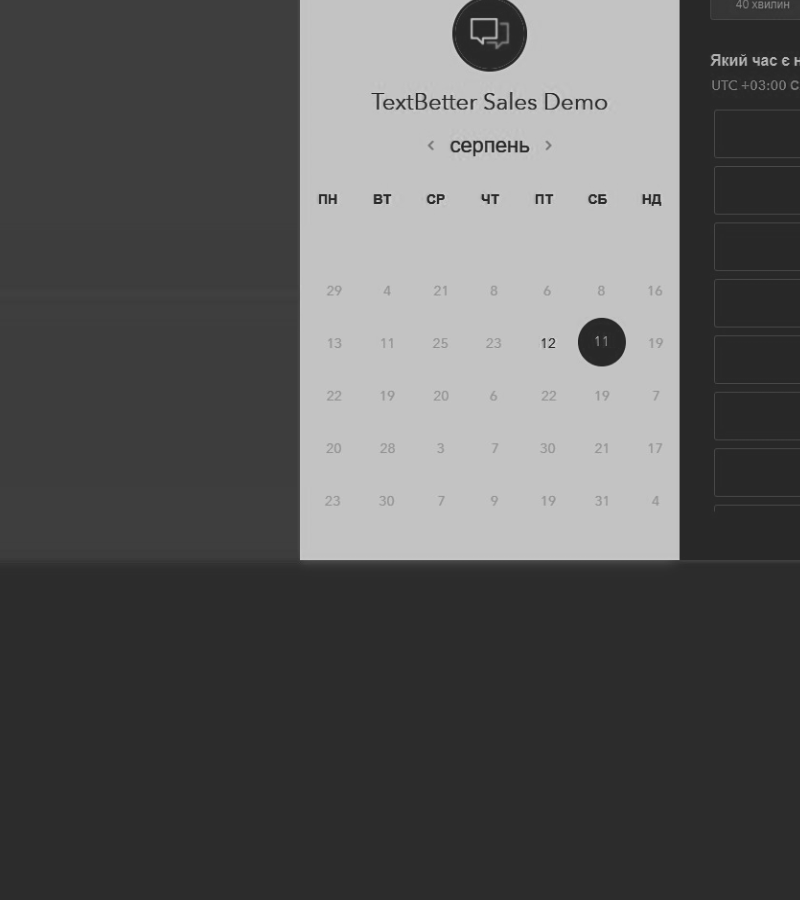 40 хвилин
TextBetter Sales Demo
Який час є
UTC +03:00
< серпень >
ПН ВТ СР ЧТ ПТ СБ НД
29 4 21 8 6 8 16
13 11 25 23 12 11 19
22 19 20 6 22 19 7
20 28 3 7 30 21 17
23 30 7 9 19 31 4